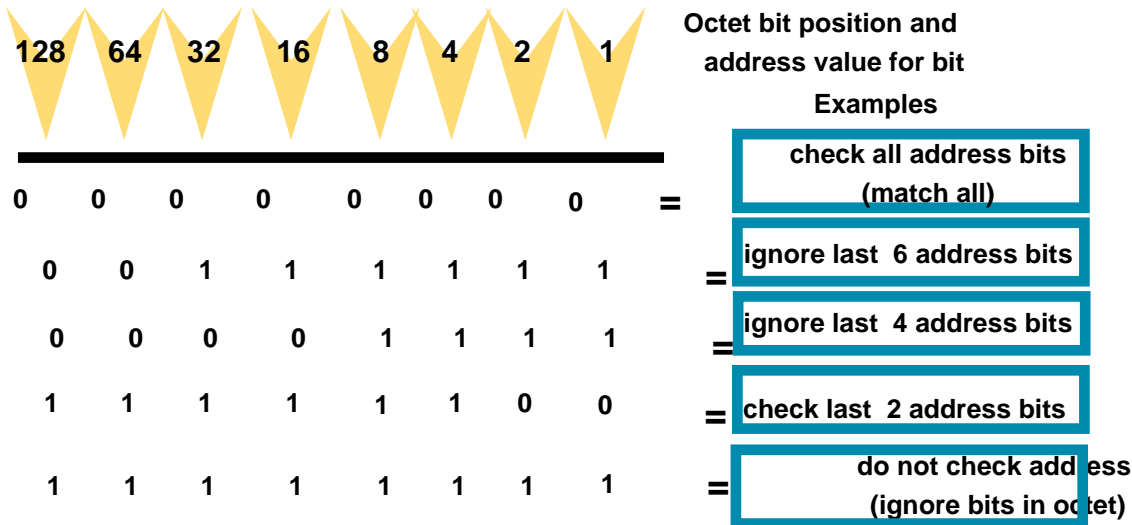 128 64 32 16 8 4 2 1 Octet bit position and
address value for bit
Examples
check all address bits
0 0 0 0 0 0 0 0 = (match all)
0 0 1 1 1 1 1 1 = ignore last 6 address bits
0 0 0 0 1 1 1 1 = ignore last 4 address bits
1 1 1 1 1 1 0 0 = check last 2 address bits
do not check address
1 1 1 1 1 1 1 1 = (ignore bits in octet)